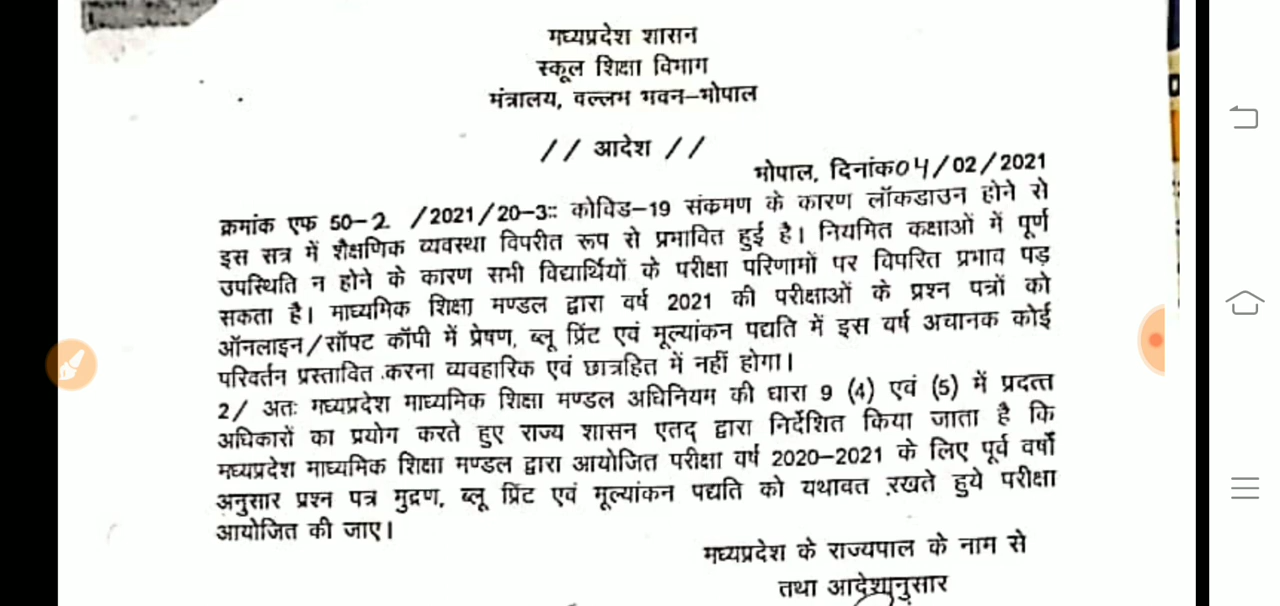 मध्यप्रदेश शासन
स्कूल शिक्षा विभाग
मंत्रालय, वल्लभ भवन–भोपाल
// आदेश //
भोपाल, दिनांक 04/02/2021
क्रमांक एफ 50–2 /2021/20–3:: कोविड–19 संकमण के कारण लॉकडाउन होने से
इस सत्र में शैक्षणिक व्यवस्था विपरीत रूप से प्रभावित हुई है। नियमित कक्षाओं में पूर्ण
उपस्थिति न होने के कारण सभी विद्यार्थियों के परीक्षा परिणामों पर विपरित प्रभाव पड़
सकता है। माध्यमिक शिक्षा मण्डल द्वारा वर्ष 2021 की परीक्षाओं के प्रश्न पत्रों को
ऑनलाइन/सॉफ्ट कॉपी में प्रेषण, ब्लू प्रिंट एवं मूल्यांकन पद्यति में इस वर्ष अचानक कोई
परिवर्तन प्रस्तावित करना व्यवहारिक एवं छात्रहित में नहीं होगा।
2/ अतः मध्यप्रदेश माध्यमिक शिक्षा मण्डल अधिनियम की धारा 9 (4) एवं (5) में प्रदत्त
अधिकारों का प्रयोग करते हुए राज्य शासन एतद् द्वारा निर्देशित किया जाता है कि
मध्यप्रदेश माध्यमिक शिक्षा मण्डल द्वारा आयोजित परीक्षा वर्ष 2020–2021 के लिए पूर्व वर्षों
अनुसार प्रश्न पत्र मुद्रण, ब्लू प्रिंट एवं मूल्यांकन पद्यति को यथावत रखते हुये परीक्षा
आयोजित की जाए।
मध्यप्रदेश के राज्यपाल के नाम से
तथा आदेशानुसार